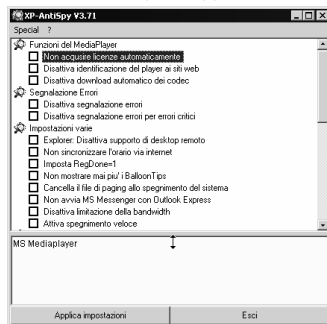 XP-AntiSpy V3.71
Special ?
Funzioni del MediaPlayer
Non acquisire licenze automaticamente
Disattiva identificazione del player ai siti web
Disattiva download automatico dei codec
Segnalazione Errori
Disattiva segnalazione errori
Disattiva segnalazione errori per errori critici
Impostazioni varie
Explorer: Disattiva supporto di desktop remoto
Non sincronizzare l'orario via internet
Imposta RegDone=1
Non mostrare mai piu' i BalloonTips
Cancella il file di paging allo spegnimento del sistema
Non avvia MS Messenger con Outlook Express
Disattiva limitazione della bandwidth
Attiva spegnimento veloce
MS Mediaplayer
Applica impostazioni Esci